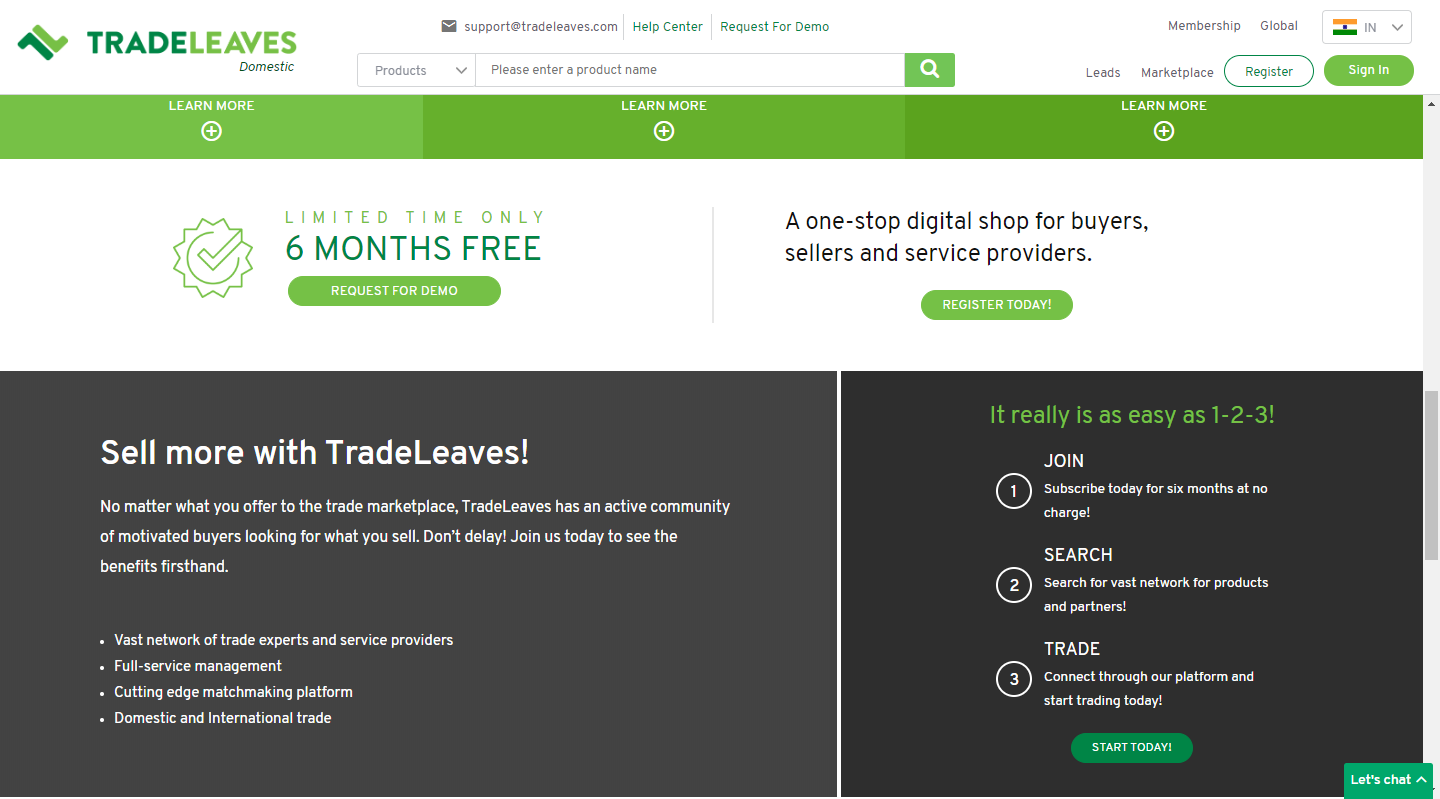 support@tradeleaves.com
Help Center
Request For Demo
Membership
Global
IN
TRADELEAVES
Domestic
Products
Please enter a product name
Leads
Marketplace
Register
Sign In
LEARN MORE
LEARN MORE
LEARN MORE
LIMITED TIME ONLY
6 MONTHS FREE
REQUEST FOR DEMO
A one-stop digital shop for buyers,
sellers and service providers.
REGISTER TODAY!
Sell more with TradeLeaves!
No matter what you offer to the trade marketplace, TradeLeaves has an active community
of motivated buyers looking for what you sell. Don’t delay! Join us today to see the
benefits firsthand.
• Vast network of trade experts and service providers
• Full-service management
• Cutting edge matchmaking platform
• Domestic and International trade
It really is as easy as 1-2-3!
1
JOIN
Subscribe today for six months at no
charge!
2
SEARCH
Search for vast network for products
and partners!
3
TRADE
Connect through our platform and
start trading today!
START TODAY!
Let's chat